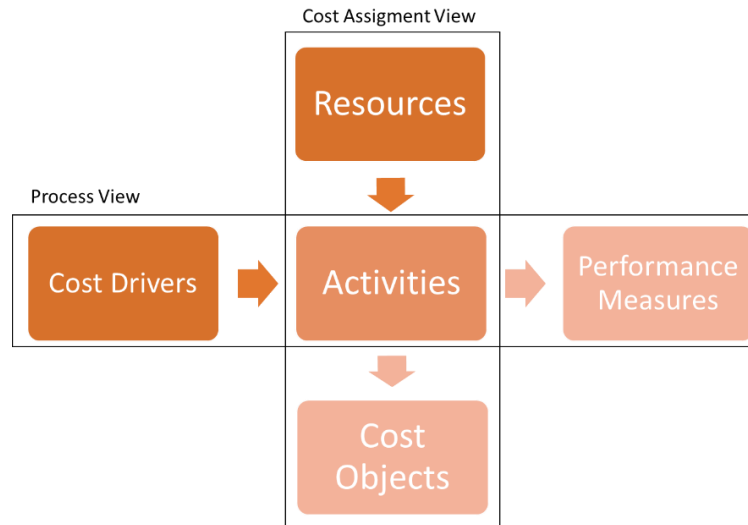 Cost Assigment View
Resources
Process View
Cost Drivers
Activities
Performance
Measures
Cost
Objects